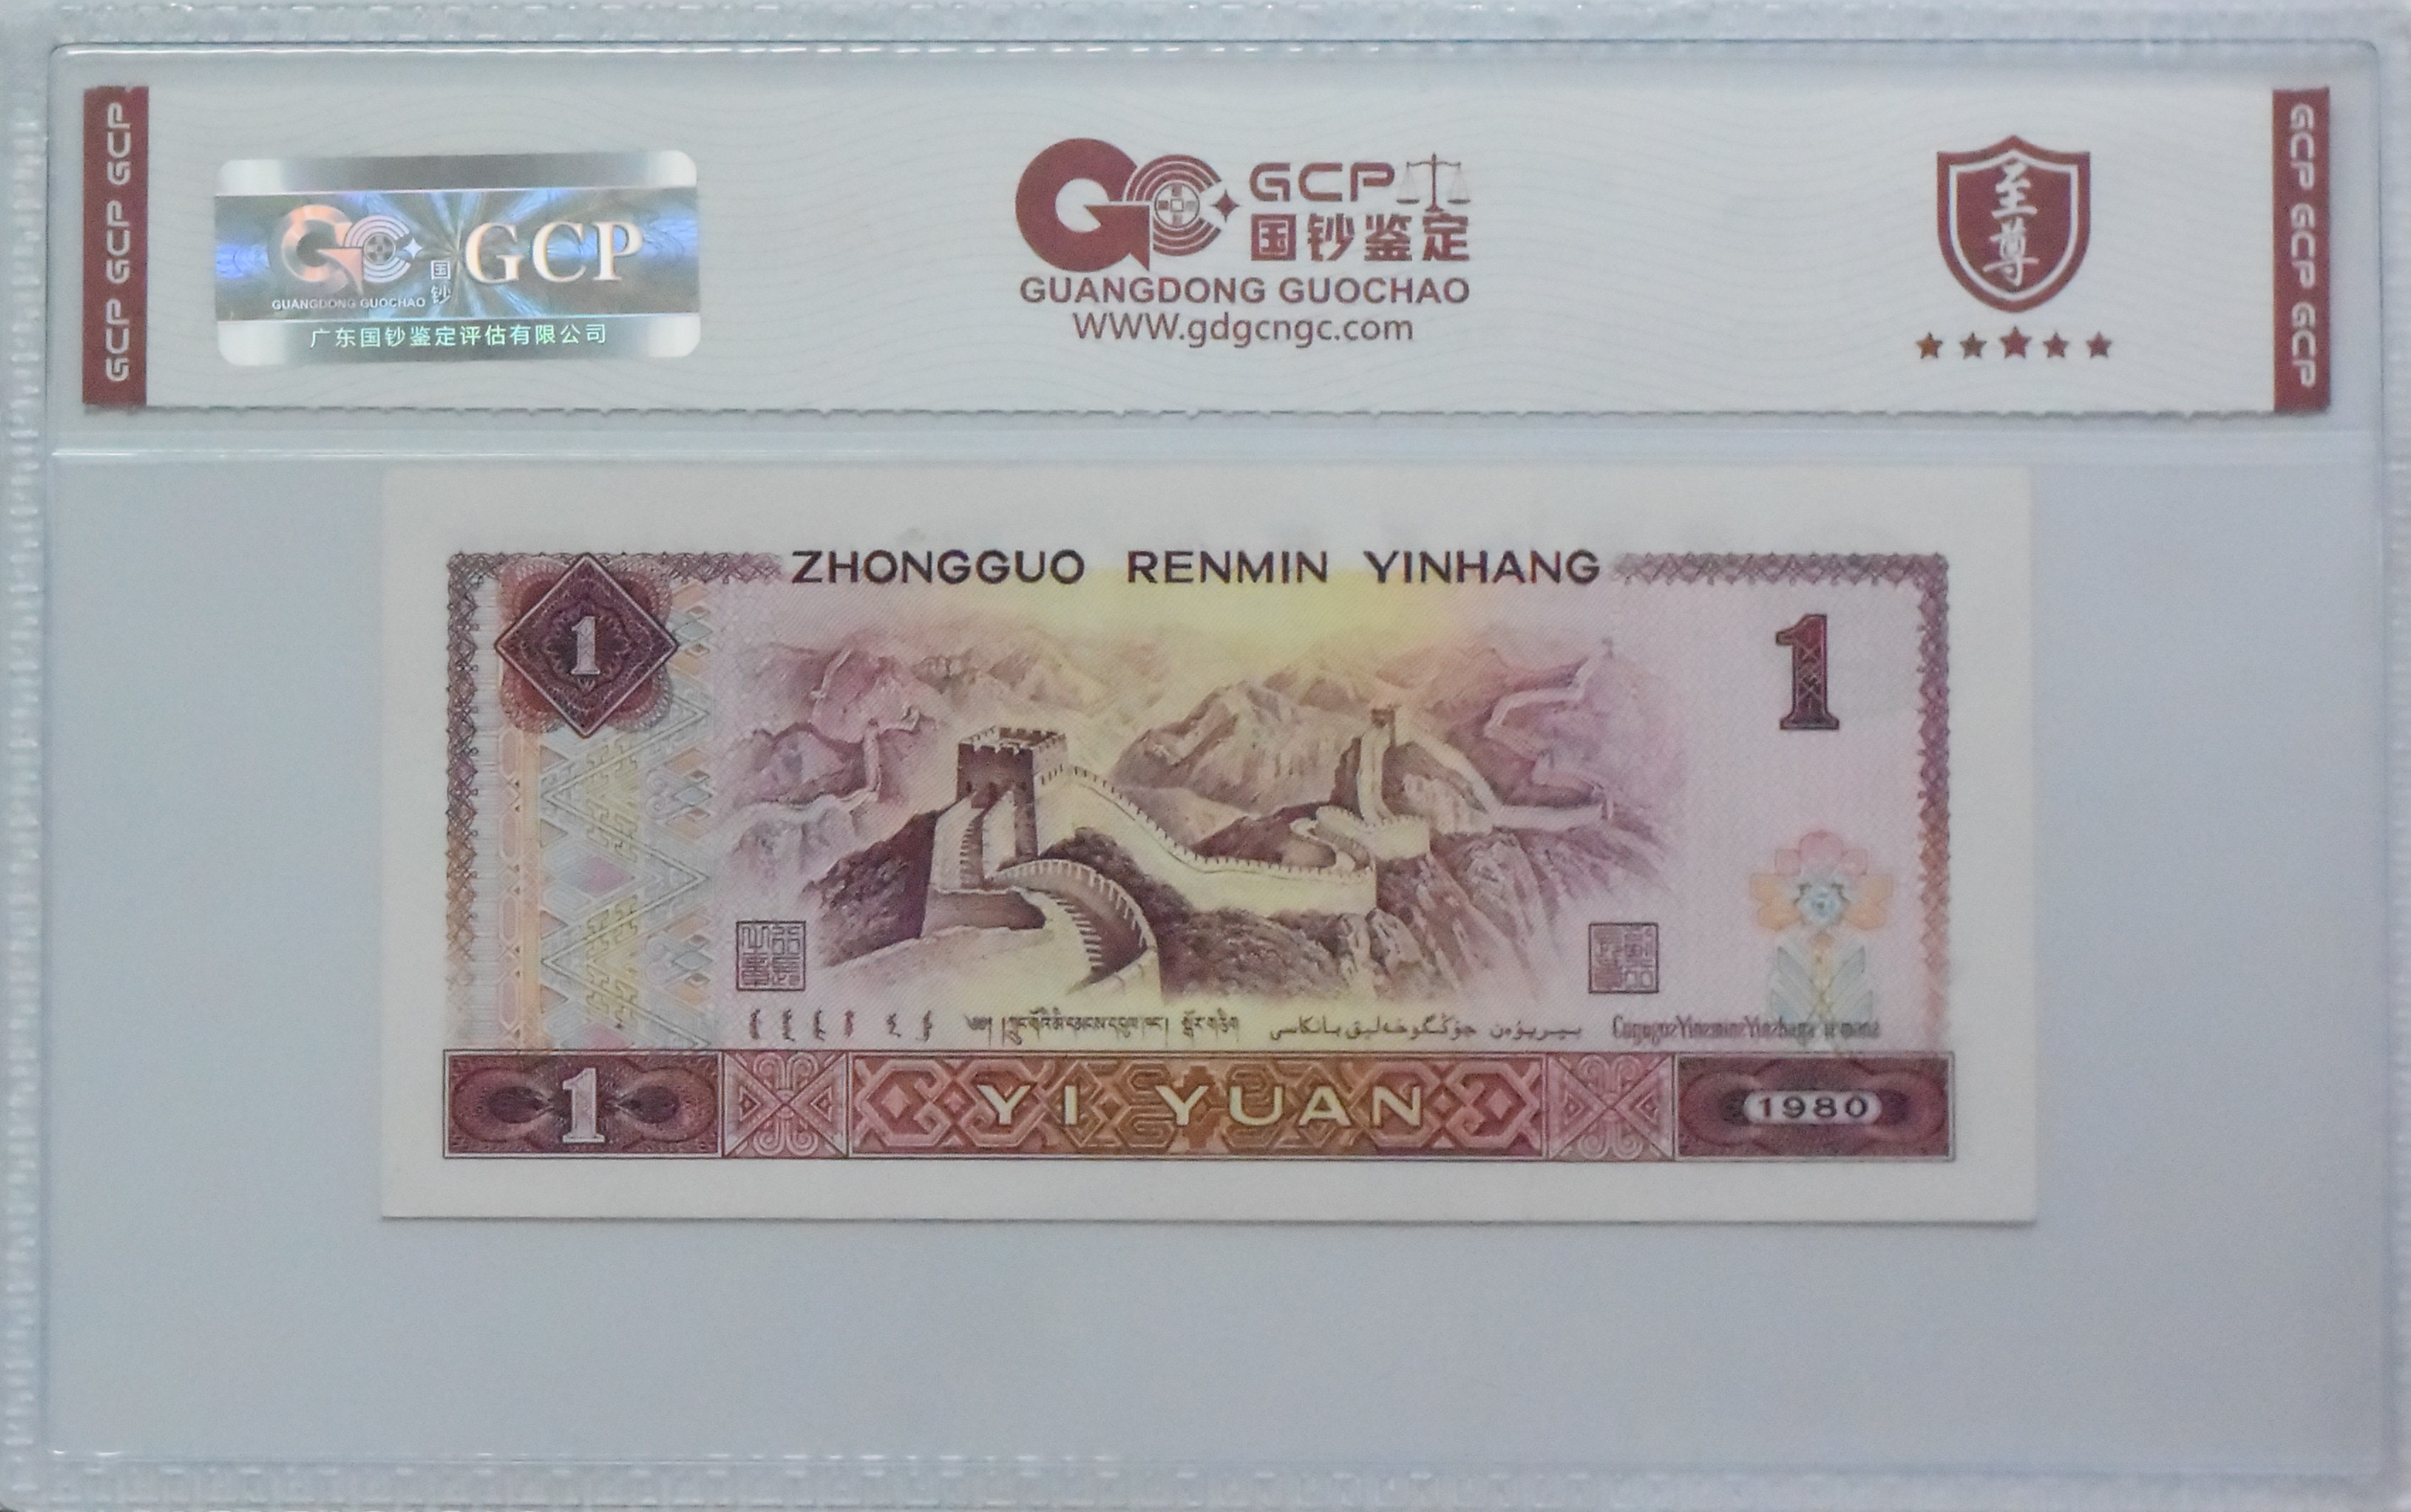 GCP GCP GCP
GUANGDONG GUOCHAO
国钞
GCP
广东国钞鉴定评估有限公司
GCP
国钞鉴定
GUANGDONG GUOCHAO
WWW.gdgcngc.com
至尊
GCP GCP GCP
ZHONGGUO RENMIN YINHANG
1
1
1
YI YUAN
1980